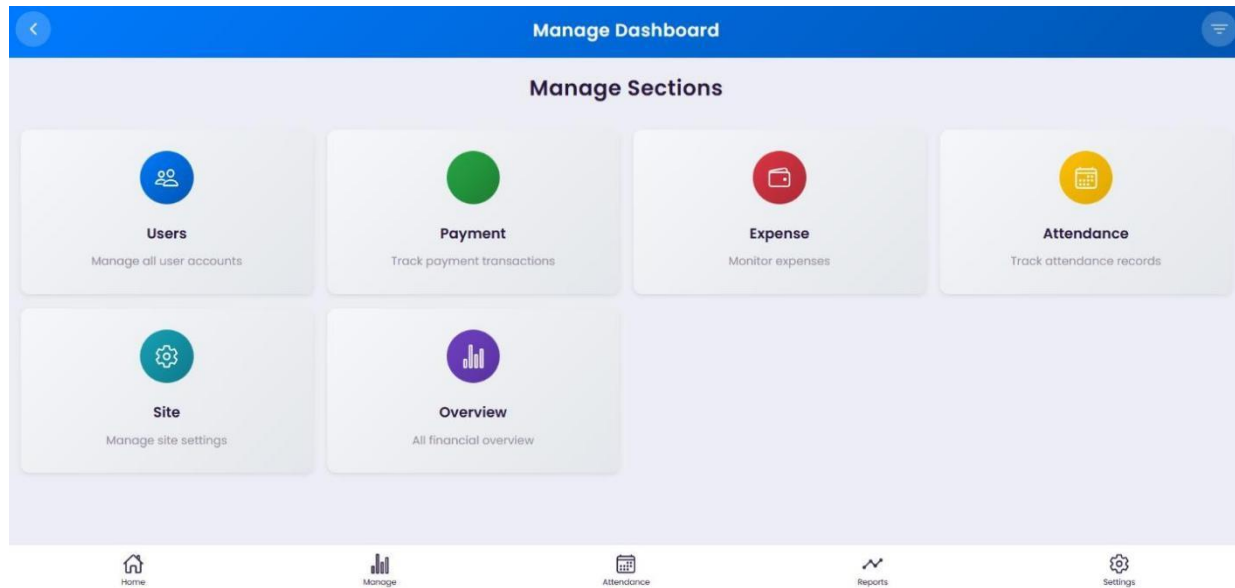 Manage Dashboard
Manage Sections
Users
Manage all user accounts
Payment
Track payment transactions
Expense
Monitor expenses
Attendance
Track attendance records
Site
Manage site settings
Overview
All financial overview
Home
Manage
Attendance
Reports
Settings